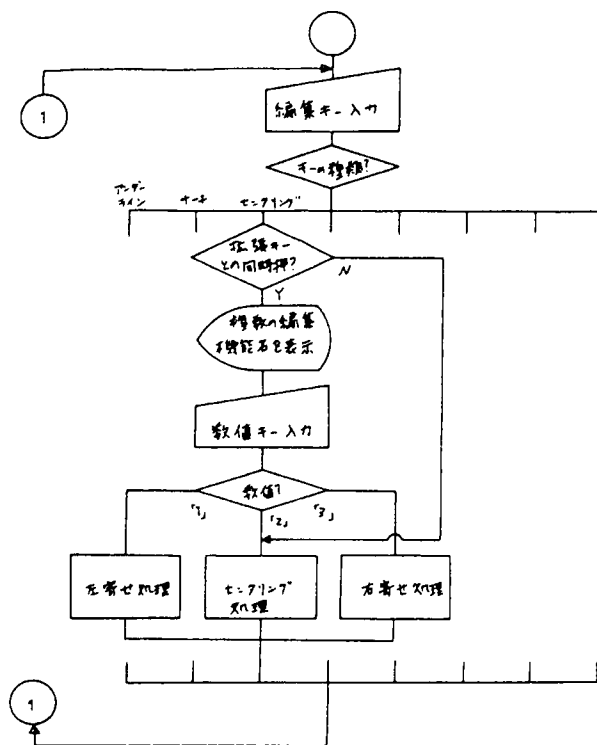 1
編集キー入力
キーの種類?
アンダー
ライン
センタリング
拡張キー
との同時押?
N
Y
複数の編集
機能名を表示
数値キー入力
数値?
「1」
「2」
「3」
左寄せ処理
センタリング
処理
右寄せ処理
1